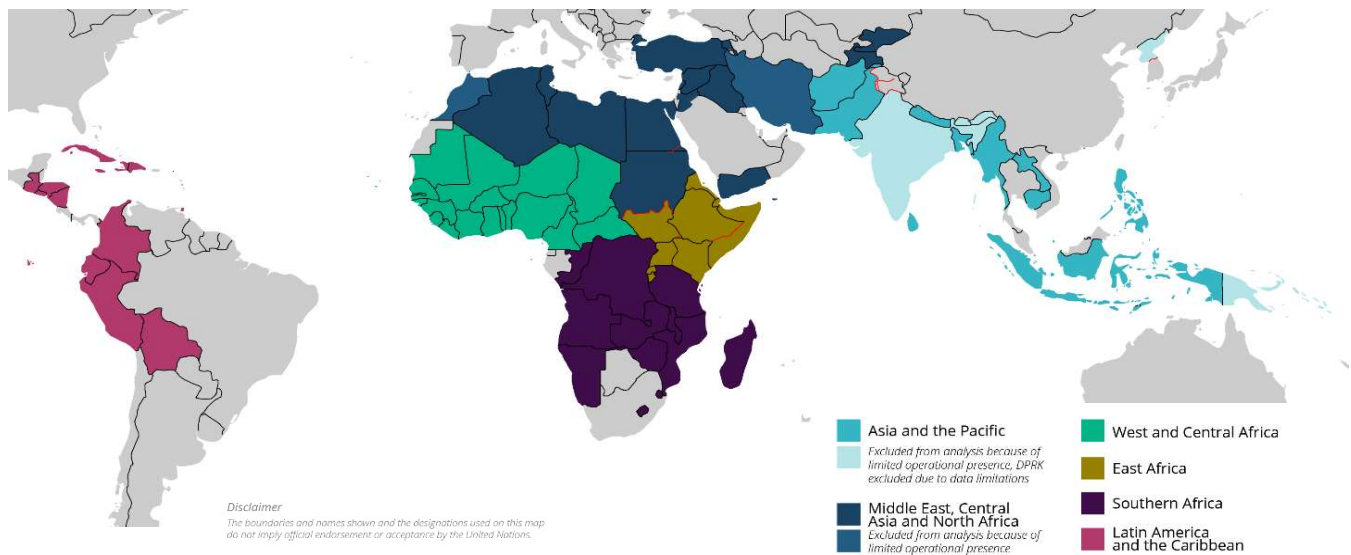 Disclaimer
The boundaries and names shown and the designations used on this map
do not imply official endorsement or acceptance by the United Nations.
Asia and the Pacific
Excluded from analysis because of
limited operational presence, DPRK
excluded due to data limitations
Middle East, Central
Asia and North Africa
Excluded from analysis because of
limited operational presence
West and Central Africa
East Africa
Southern Africa
Latin America
and the Caribbean